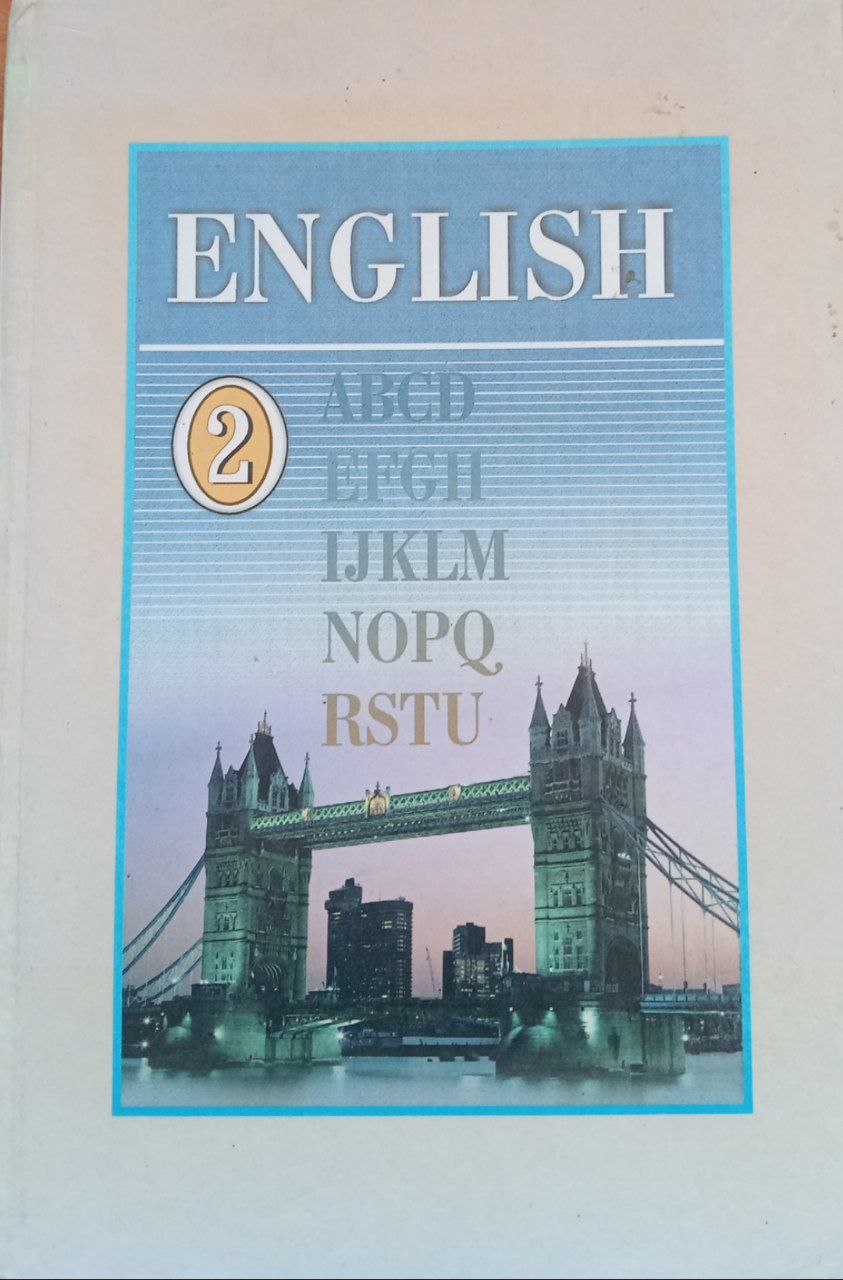 ENGLISH
2
ABCD
EFGH
IJKLM
NOPQ
RSTU